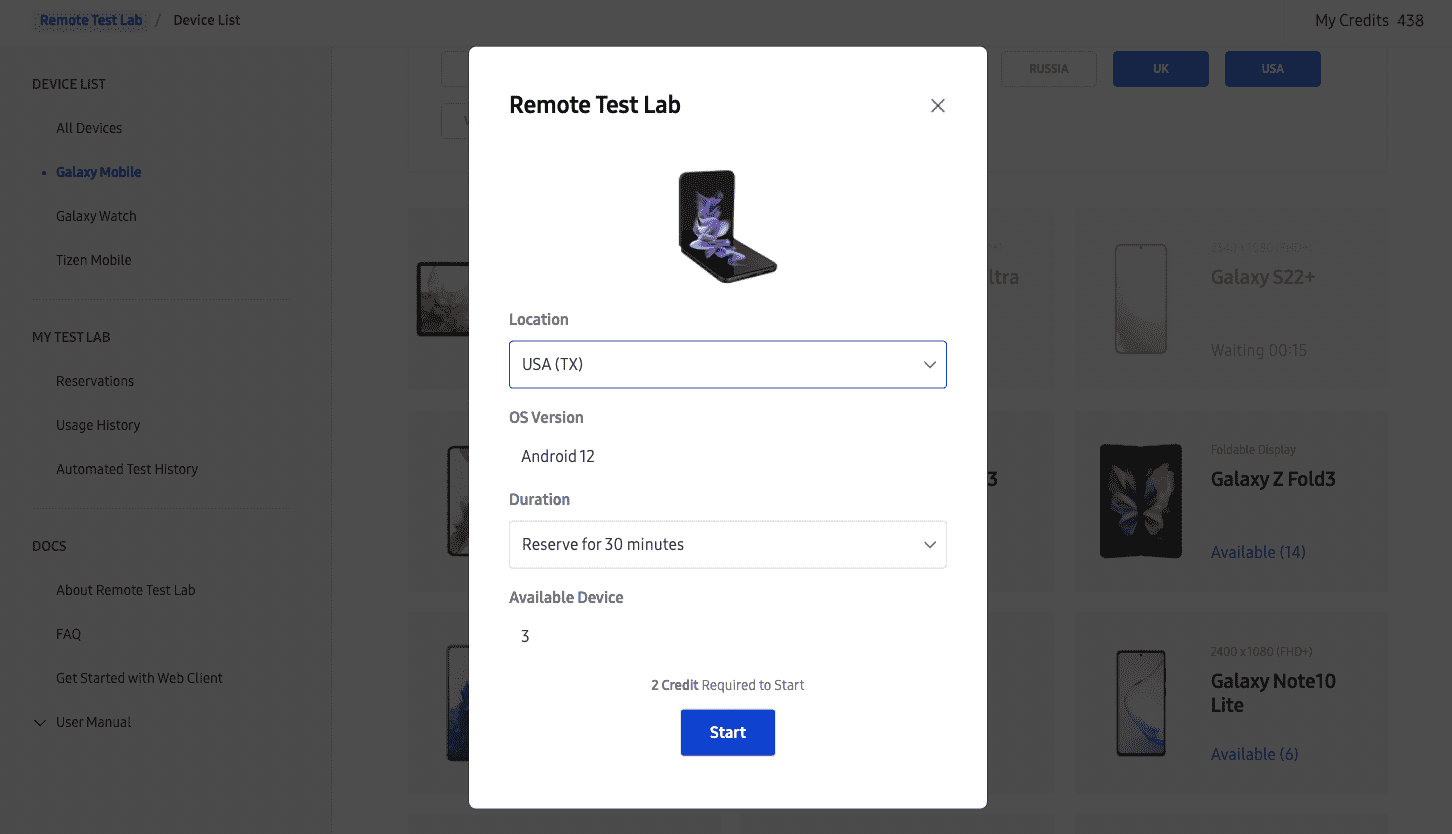 Remote Test Lab / Device List
My Credits 438
DEVICE LIST
All Devices
Galaxy Mobile
Galaxy Watch
Tizen Mobile
MY TEST LAB
Reservations
Usage History
Automated Test History
DOCS
About Remote Test Lab
FAQ
Get Started with Web Client
User Manual
RUSSIA
UK
USA
Remote Test Lab
Location
USA (TX)
OS Version
Android 12
Duration
Reserve for 30 minutes
Available Device
3
2 Credit Required to Start
Start
ltra
2340 x 1080 (FHD+)
Galaxy S22+
Waiting 00:15
3
Foldable Display
Galaxy Z Fold3
Available (14)
2400 x 1080 (FHD+)
Galaxy Note10
Lite
Available (6)